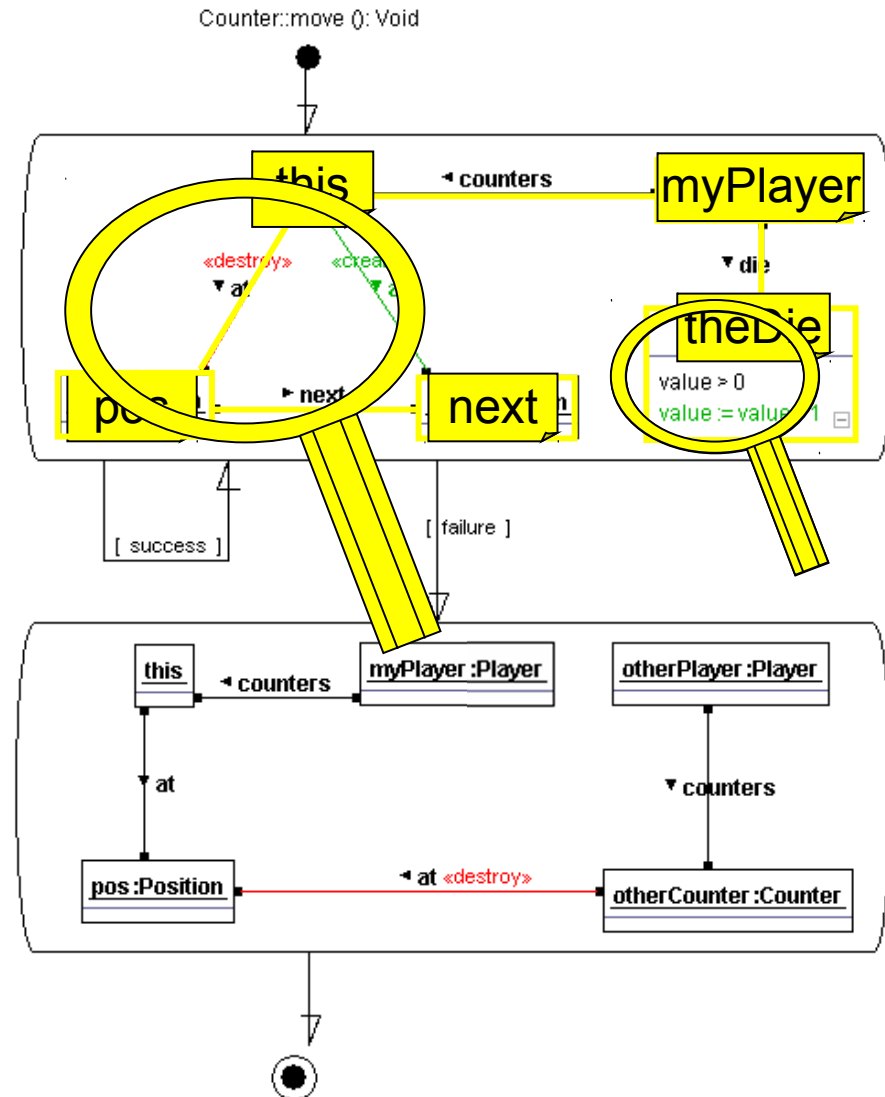 Counter::move (): Void
this
counters
myPlayer
«destroy»
at
die
theDie
value > 0
pos
next
next
[ success ]
[ failure ]
this
counters
myPlayer :Player
otherPlayer :Player
at
counters
pos :Position
at «destroy»
otherCounter :Counter